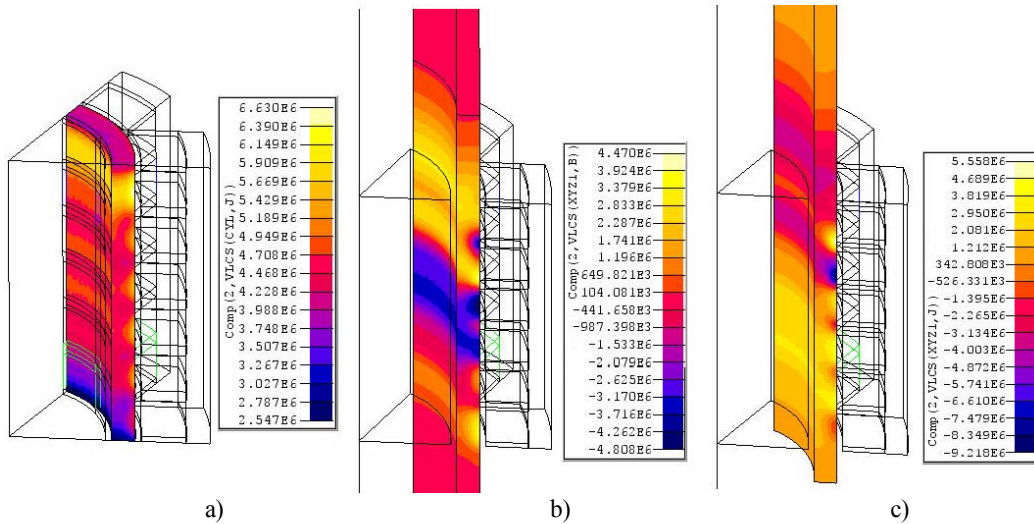 6.630E6
6.390E6
6.149E6
5.909E6
5.669E6
5.429E6
5.189E6
4.949E6
4.708E6
4.468E6
4.228E6
3.988E6
3.748E6
3.507E6
3.267E6
3.027E6
2.787E6
2.547E6
Comp(2,VLCS(CYL,J))
a)
4.470E6
3.924E6
3.379E6
2.833E6
2.287E6
1.741E6
1.196E6
649.821E3
104.081E3
-441.658E3
-987.398E3
-1.533E6
-2.079E6
-2.625E6
-3.170E6
-3.716E6
-4.262E6
-4.808E6
Comp(2,VLCS(XYZ1,B))
b)
5.558E6
4.689E6
3.819E6
2.950E6
2.081E6
1.212E6
342.808E3
-526.331E3
-1.395E6
-2.265E6
-3.134E6
-4.003E6
-4.872E6
-5.741E6
-6.610E6
-7.479E6
-8.349E6
-9.218E6
Comp(2,VLCS(XYZ1,J))
c)